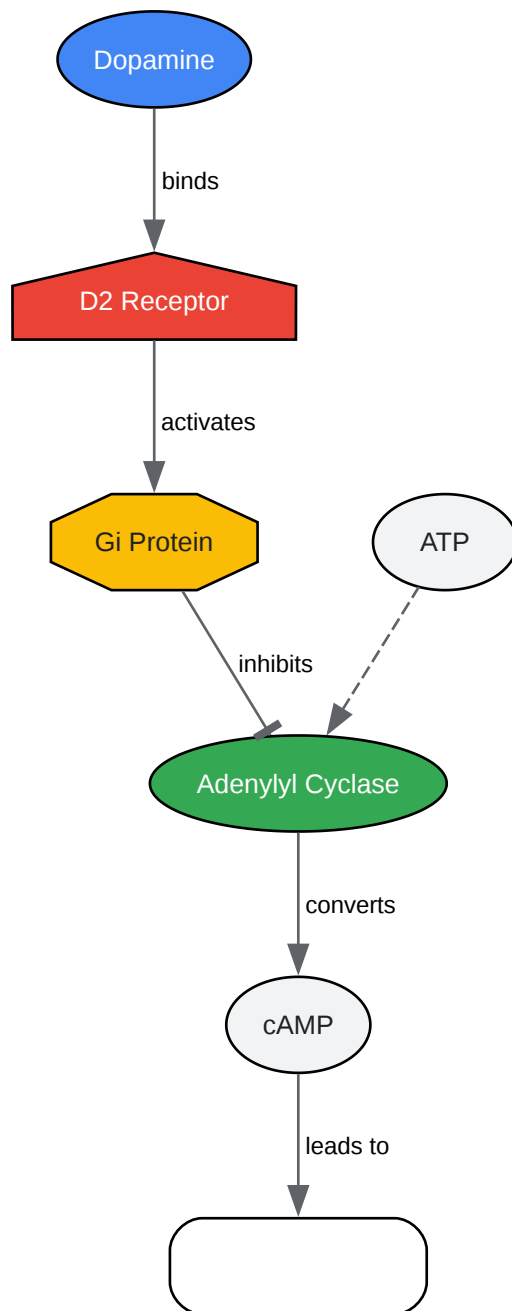 Dopamine
binds
D2 Receptor
activates
Gi Protein
ATP
inhibits
Adenylyl Cyclase
converts
cAMP
leads to